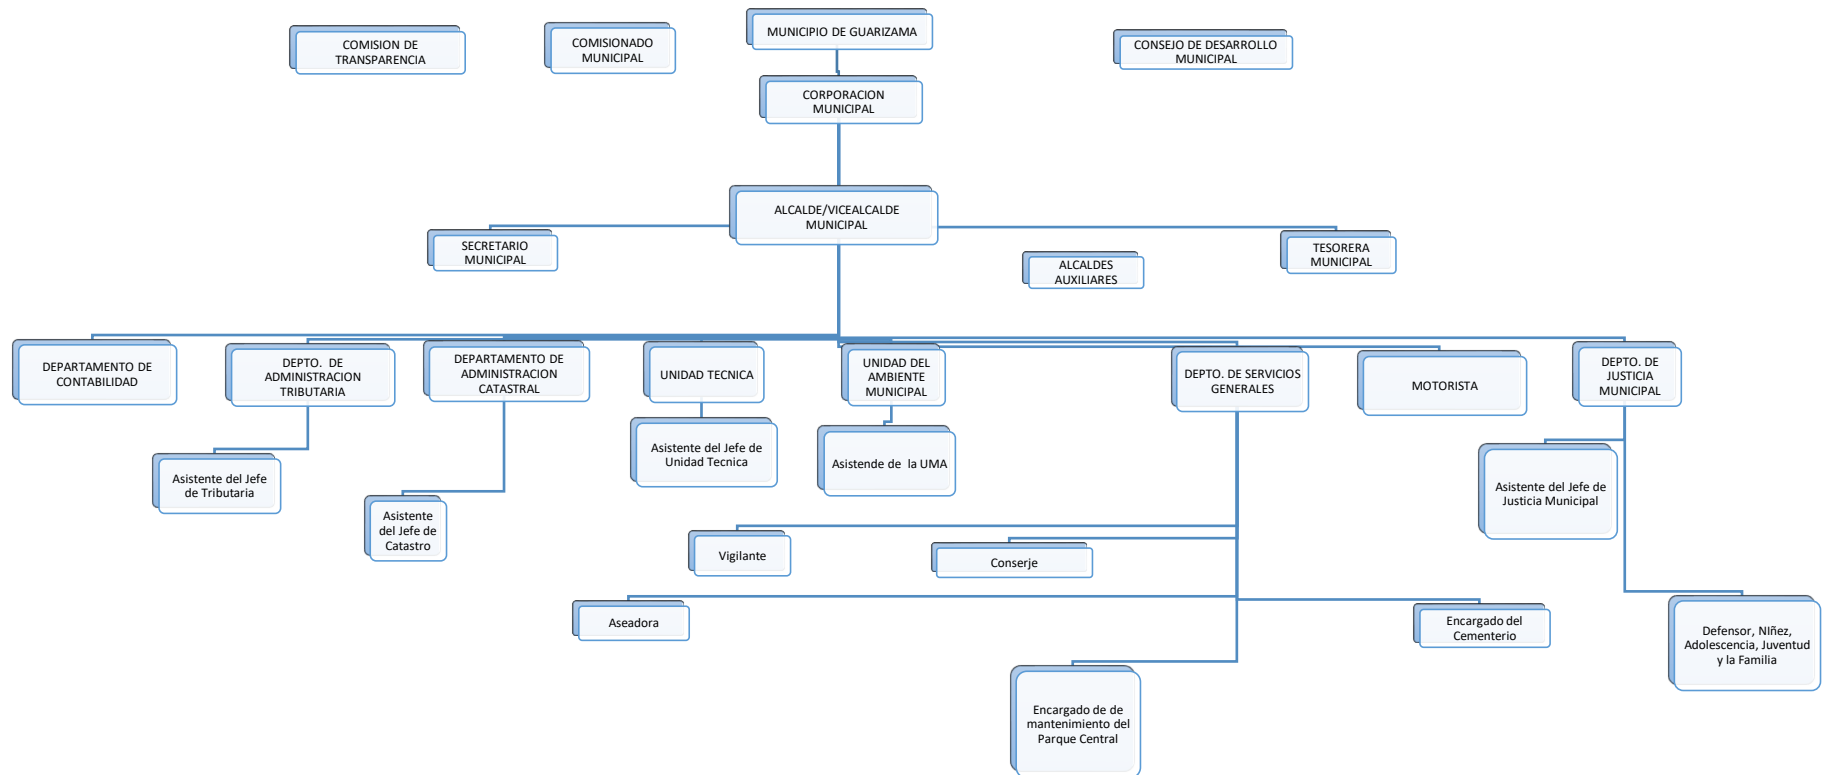 MUNICIPIO DE GUARIZAMA
COMISION DE
TRANSPARENCIA
COMISIONADO
MUNICIPAL
CONSEJO DE DESARROLLO
MUNICIPAL
CORPORACION
MUNICIPAL
ALCALDE/VICEALCALDE
MUNICIPAL
SECRETARIO
MUNICIPAL
TESORERA
MUNICIPAL
ALCALDES
AUXILIARES
DEPARTAMENTO DE
CONTABILIDAD
DEPTO. DE
ADMINISTRACION
TRIBUTARIA
DEPARTAMENTO DE
ADMINISTRACION
CATASTRAL
UNIDAD TECNICA
UNIDAD DEL
AMBIENTE
MUNICIPAL
DEPTO. DE SERVICIOS
GENERALES
MOTORISTA
DEPTO. DE
JUSTICIA
MUNICIPAL
Asistente del Jefe
de Tributaria
Asistente
del Jefe de
Catastro
Asistente del Jefe de
Unidad Tecnica
Asistende de la UMA
Asistente del Jefe de
Justicia Municipal
Vigilante
Conserje
Aseadora
Encargado del
Cementerio
Defensor, NIñez,
Adolescencia, Juventud
y la Familia
Encargado de de
mantenimiento del
Parque Central